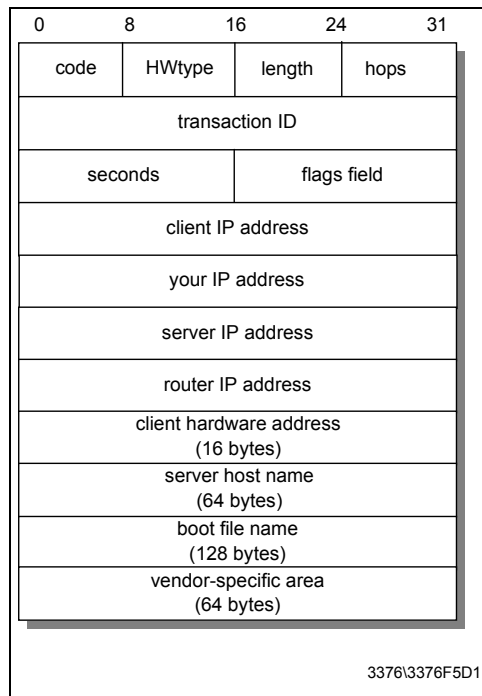 0 8 16 24 31
code HWtype length hops
transaction ID
seconds flags field
client IP address
your IP address
server IP address
router IP address
client hardware address
(16 bytes)
server host name
(64 bytes)
boot file name
(128 bytes)
vendor-specific area
(64 bytes)
3376\3376F5D1